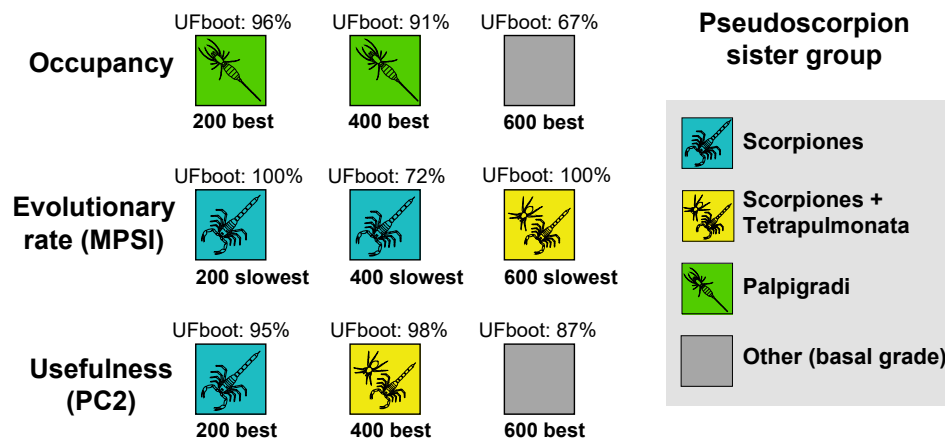 UFboot: 96% UFboot: 91% UFboot: 67%
Occupancy
200 best 400 best 600 best
UFboot: 100% UFboot: 72% UFboot: 100%
Evolutionary
rate (MPSI)
200 slowest 400 slowest 600 slowest
UFboot: 95% UFboot: 98% UFboot: 87%
Usefulness
(PC2)
200 best 400 best 600 best
Pseudoscorpion
sister group
Scorpiones
Scorpiones +
Tetrapulmonata
Palpigradi
Other (basal grade)